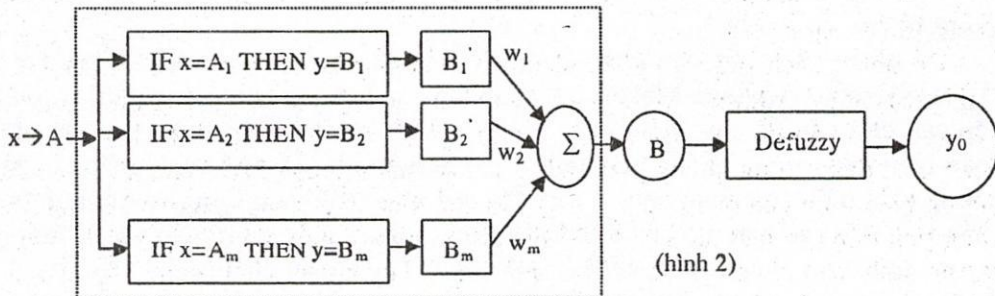 IF x=A₁ THEN y=B₁ B₁' w₁
x→A IF x=A₂ THEN y=B₂ B₂' w₂ Σ B Defuzzy y₀
IF x=Aₘ THEN y=Bₘ Bₘ' wₘ
(hình 2)